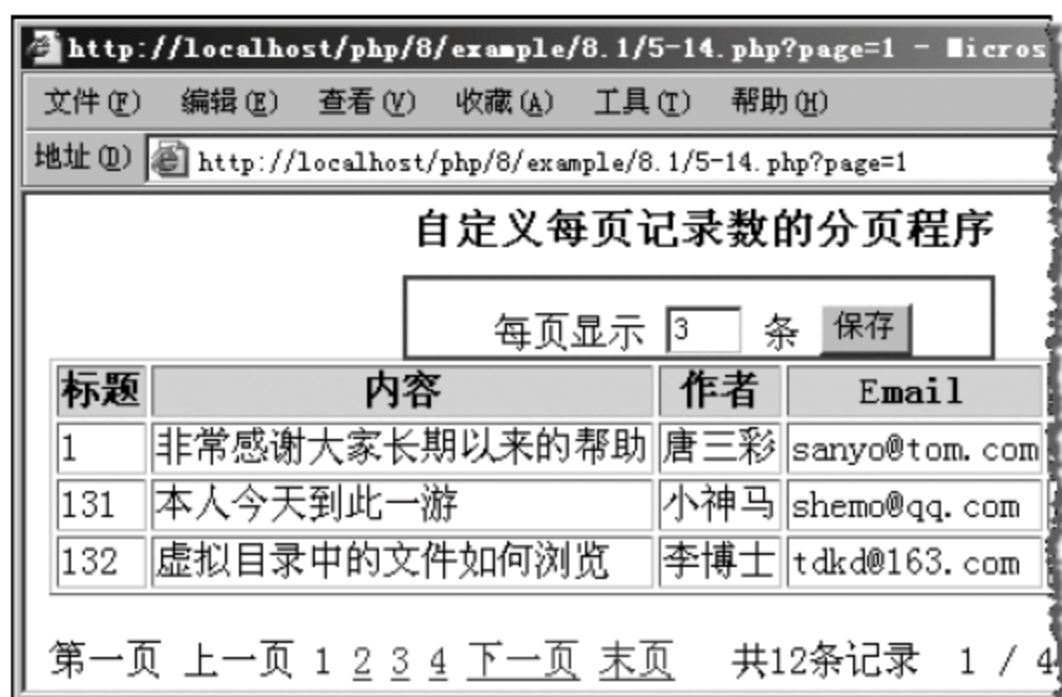 http://localhost/php/8/example/8.1/5-14.php?page=1 - Micros
文件(F) 编辑(E) 查看(V) 收藏(A) 工具(T) 帮助(H)
地址(D) http://localhost/php/8/example/8.1/5-14.php?page=1
自定义每页记录数的分页程序
每页显示 3 条 保存
标题 内容 作者 Email
1 非常感谢大家长期以来的帮助 唐三彩 sanyo@tom.com
131 本人今天到此一游 小神马 shemo@qq.com
132 虚拟目录中的文件如何浏览 李博士 tdkd@163.com
第一页 上一页 1 2 3 4 下一页 末页 共12条记录 1 / 4